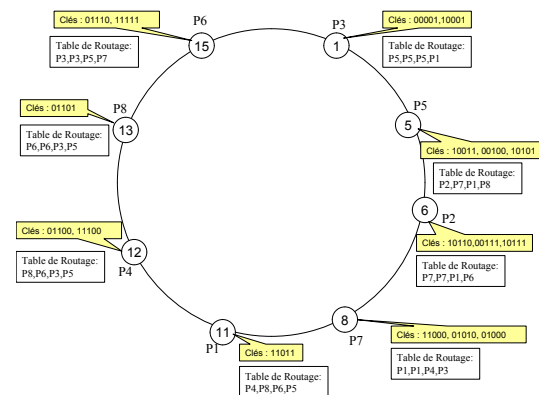 Clés : 01110, 11111
P6
15
Table de Routage:
P3,P3,P5,P7
P3
1
Clés : 00001,10001
Table de Routage:
P5,P5,P5,P1
Clés : 01101
P8
13
Table de Routage:
P6,P6,P3,P5
P5
5
Clés : 10011, 00100, 10101
Table de Routage:
P2,P7,P1,P8
6
P2
Clés : 10110,00111,10111
Table de Routage:
P7,P7,P1,P6
Clés : 01100, 11100
12
P4
Table de Routage:
P8,P6,P3,P5
11
P1
Clés : 11011
Table de Routage:
P4,P8,P6,P5
8
P7
Clés : 11000, 01010, 01000
Table de Routage:
P1,P1,P4,P3